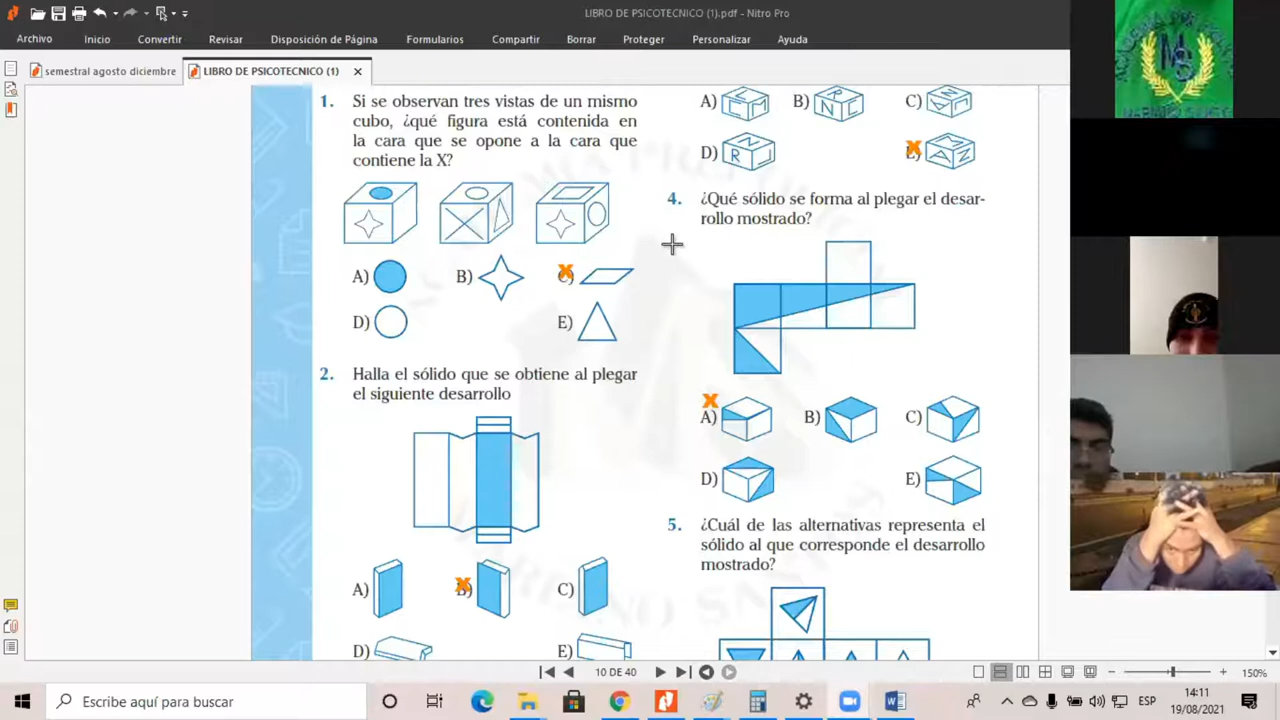 LIBRO DE PSICOTECNICO (1).pdf - Nitro Pro
Archivo Inicio Convertir Revisar Disposición de Página Formularios Compartir Borrar Proteger Personalizar Ayuda
semestral agosto diciembre LIBRO DE PSICOTECNICO (1)
1. Si se observan tres vistas de un mismo
cubo, ¿qué figura está contenida en
la cara que se opone a la cara que
contiene la X?
A) B) C)
D) E)
2. Halla el sólido que se obtiene al plegar
el siguiente desarrollo
A) B) C)
D) E)
A) B) C)
R
N L
D) E)
N
R
A N
4. ¿Qué sólido se forma al plegar el desar-
rollo mostrado?
A) B) C)
D) E)
5. ¿Cuál de las alternativas representa el
sólido al que corresponde el desarrollo
mostrado?
MS
10 DE 40
150%
Escribe aquí para buscar
ESP
14:11
19/08/2021